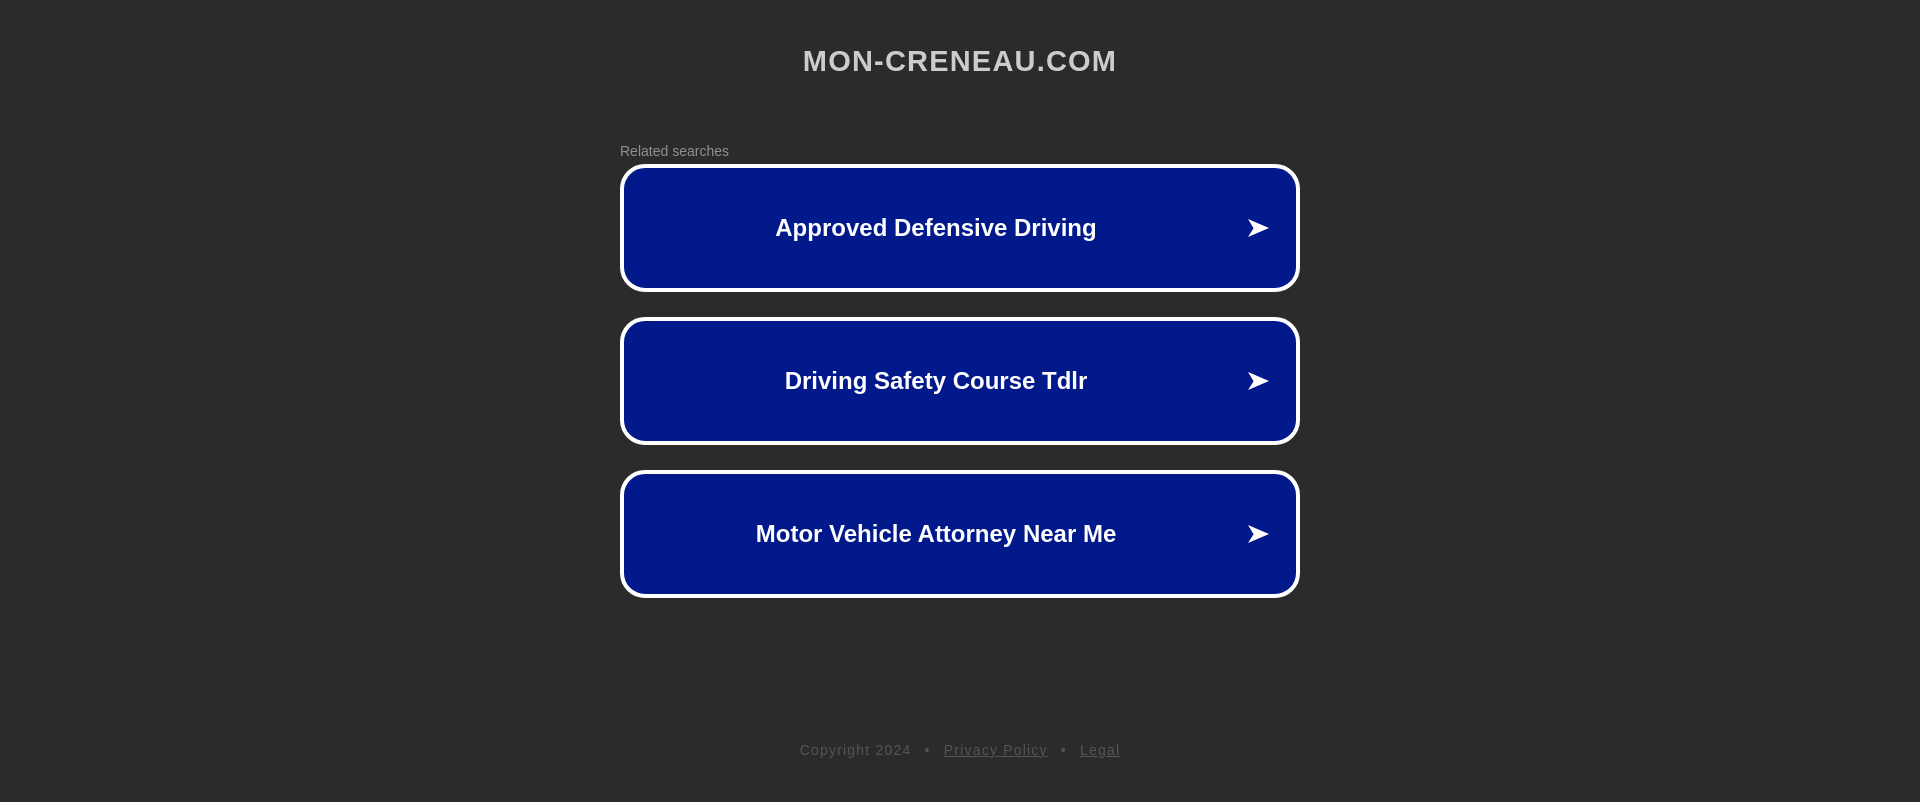 MON-CRENEAU.COM
Related searches
Approved Defensive Driving
Driving Safety Course Tdlr
Motor Vehicle Attorney Near Me
Copyright 2024 • Privacy Policy • Legal